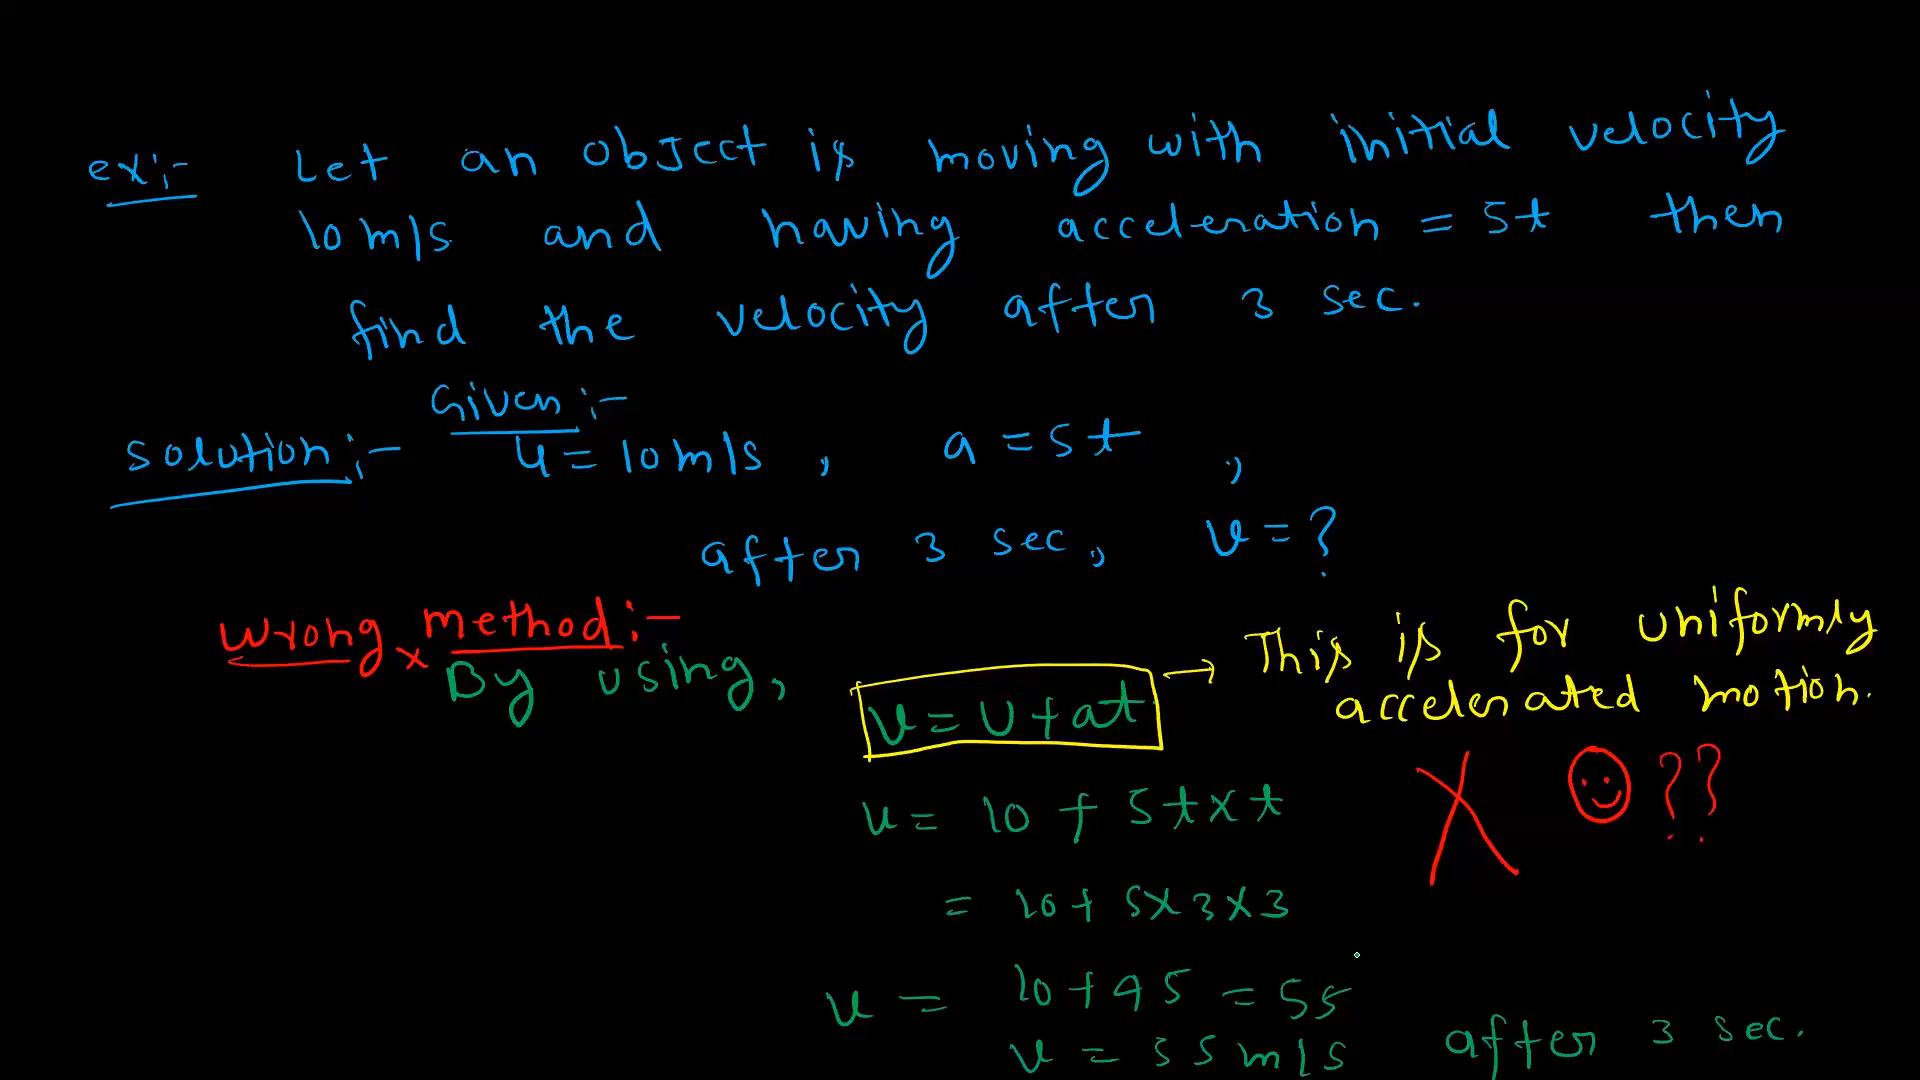 ex:- Let an object is moving with initial velocity
10 m/s and having acceleration = 5t then
find the velocity after 3 sec.
Given :-
solution :- u = 10 m/s , a = 5t ,
after 3 sec, v = ?
wrong x method :-
By using, v = u + at → This is for uniformly
accelerated motion.
v = 10 + 5t x t X ??
= 10 + 5 x 3 x 3
v = 10 + 45 = 55
v = 55 m/s after 3 sec.